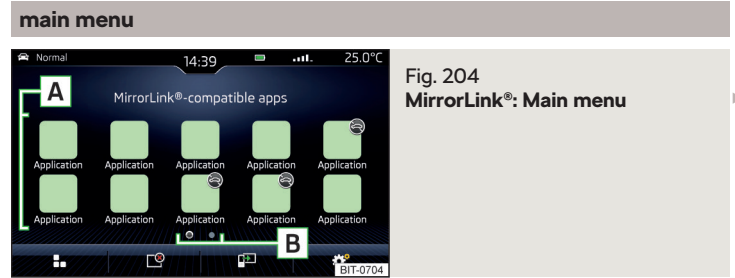 main menu
Normal 14:39 25.0°C
A
MirrorLink®-compatible apps
Application Application Application Application Application
Application Application Application Application Application
B
BIT-0704
Fig. 204
MirrorLink®: Main menu